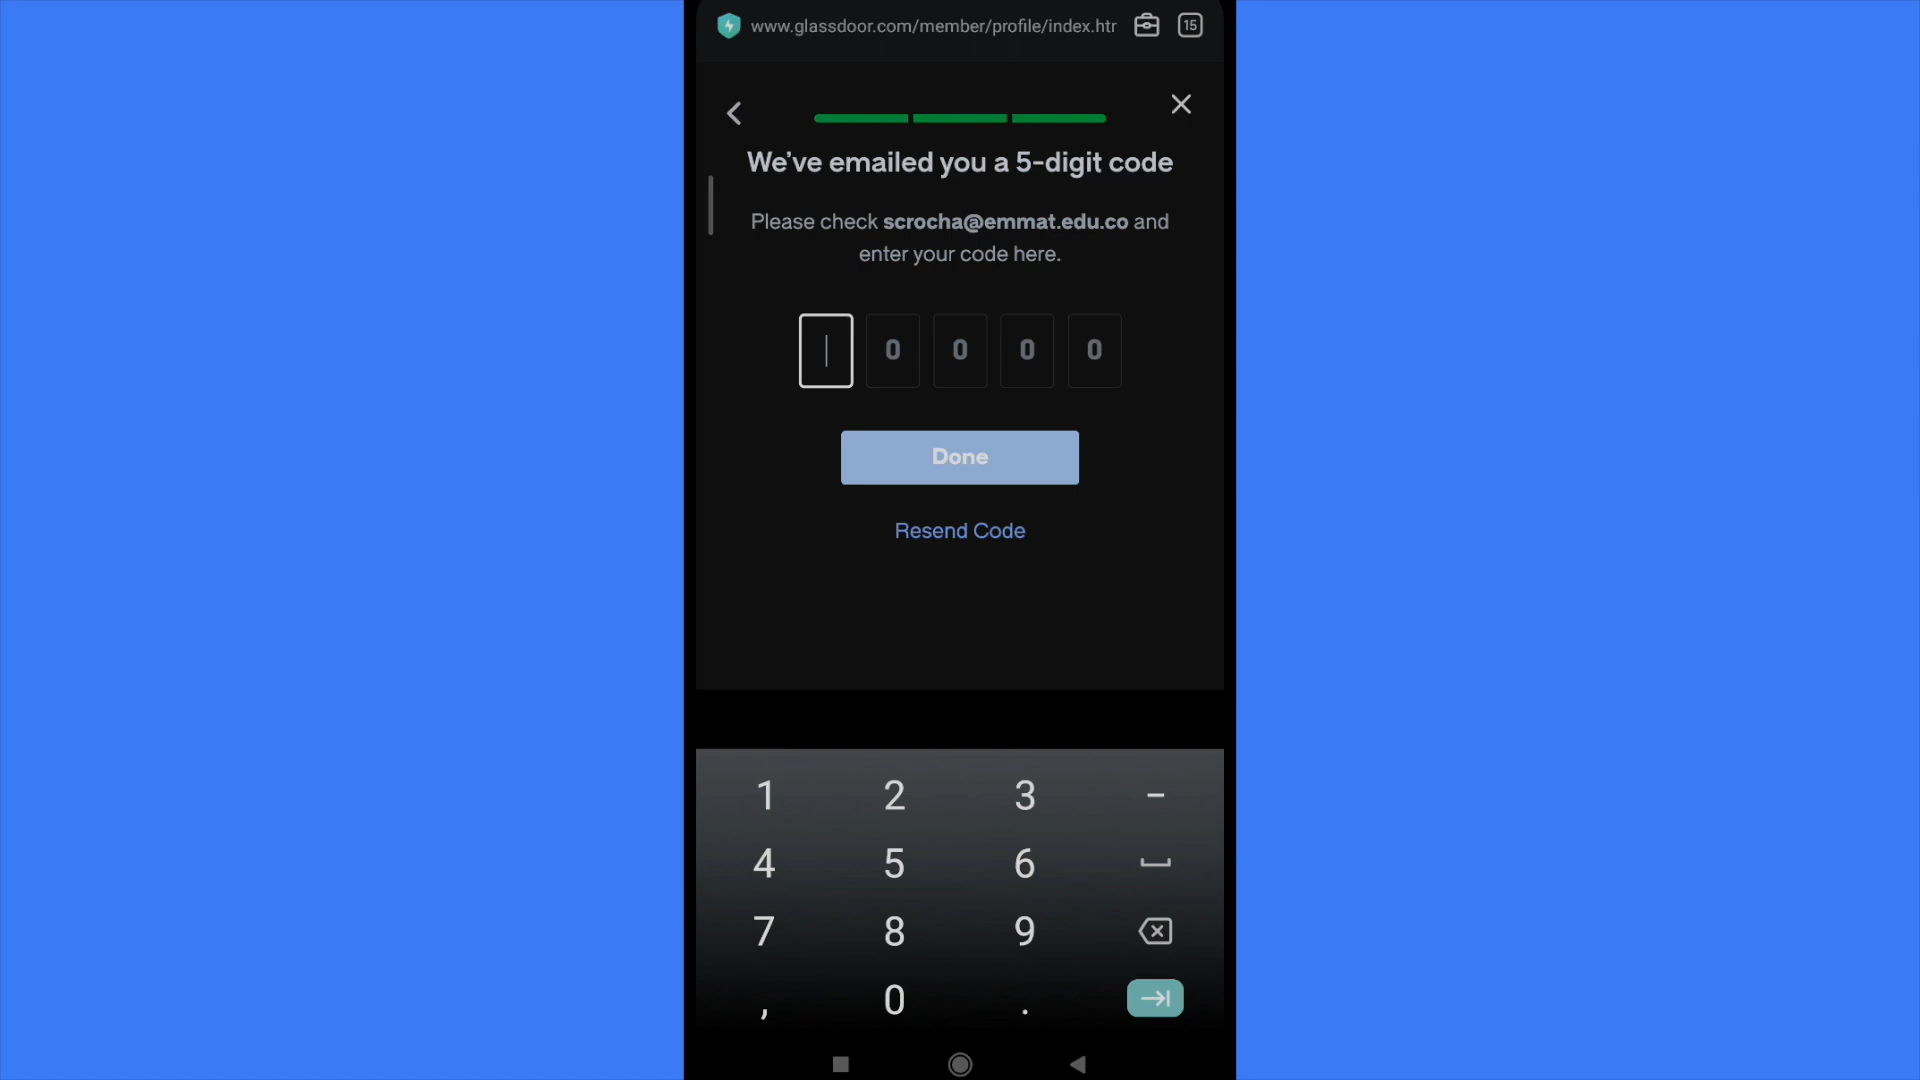 www.glassdoor.com/member/profile/index.htr
15
We’ve emailed you a 5-digit code
Please check scrocha@emmat.edu.co and
enter your code here.
0 0 0 0
Done
Resend Code
1 2 3 -
4 5 6
7 8 9
, 0 .